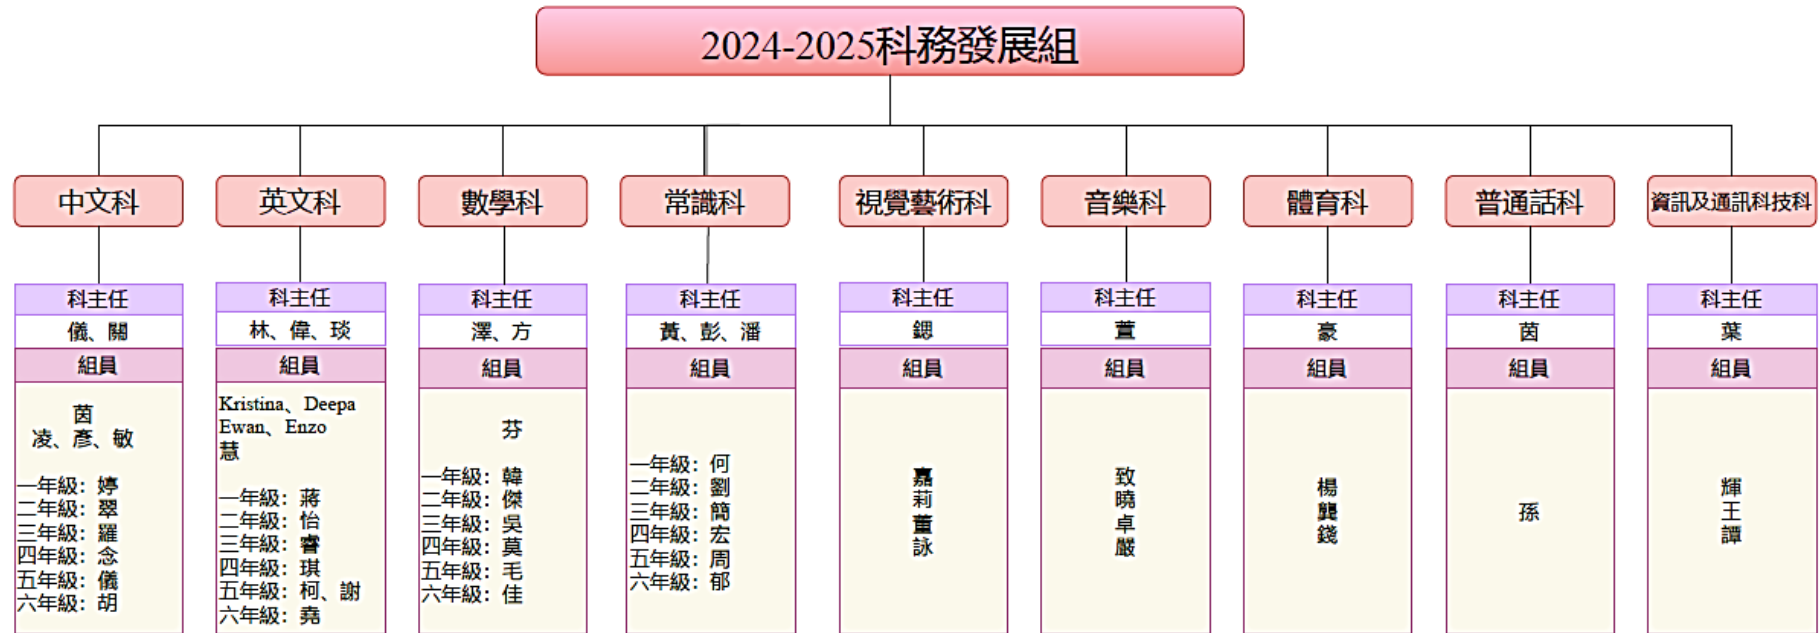 2024-2025科務發展組
中文科
英文科
數學科
常識科
視覺藝術科
音樂科
體育科
普通話科
資訊及通訊科技科
科主任
儀、關
組員
茵
凌、彥、敏
一年級：婷
二年級：翠
三年級：羅
四年級：念
五年級：儀
六年級：胡
科主任
林、偉、琰
組員
Kristina、Deepa
Ewan、Enzo
慧
一年級：蔣
二年級：怡
三年級：睿
四年級：琪
五年級：柯、謝
六年級：堯
科主任
澤、方
組員
芬
一年級：韓
二年級：傑
三年級：吳
四年級：莫
五年級：毛
六年級：佳
科主任
黃、彭、潘
組員
一年級：何
二年級：劉
三年級：簡
四年級：宏
五年級：周
六年級：郁
科主任
鍶
組員
嘉
莉
董
詠
科主任
萱
組員
致
曉
卓
嚴
科主任
豪
組員
楊
龔
錢
科主任
茵
組員
孫
科主任
葉
組員
輝
王
譚